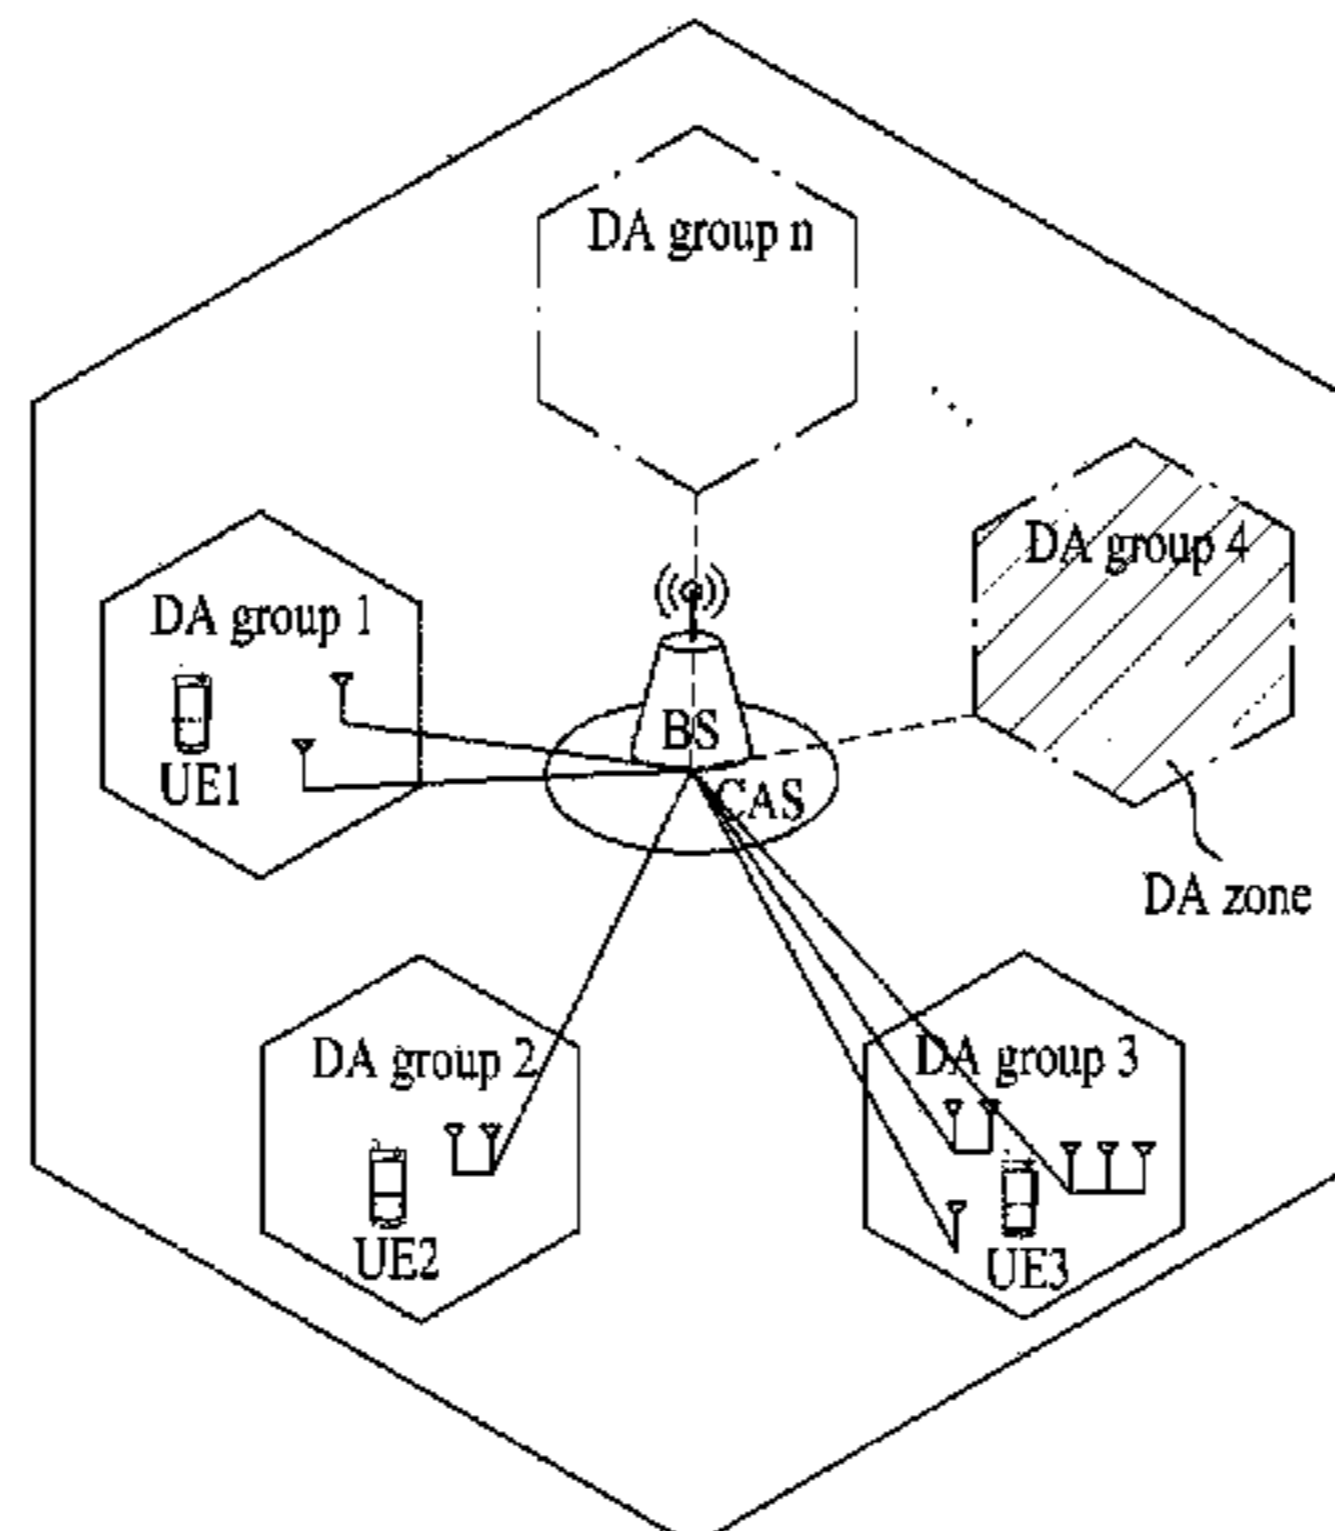 DA group n
DA group 4
DA group 1
BS
UE1
CAS
DA zone
DA group 2
DA group 3
UE2
UE3